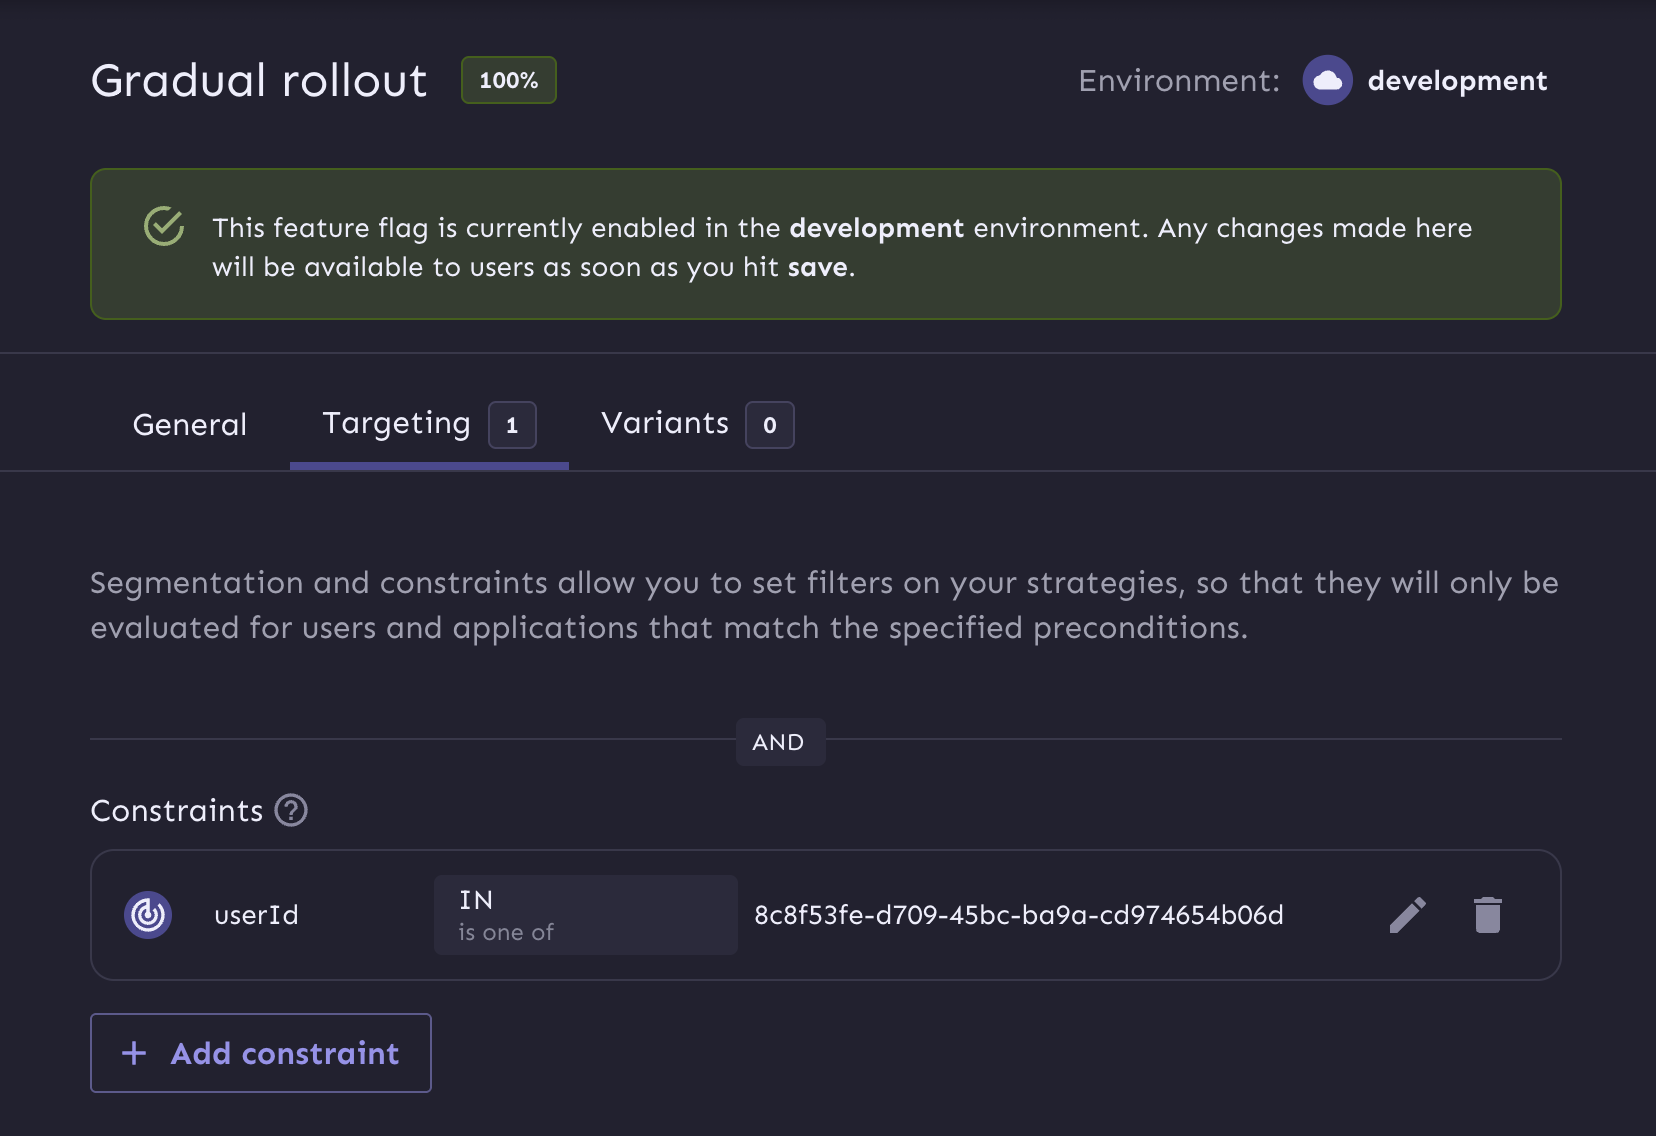 Gradual rollout 100% Environment: development
This feature flag is currently enabled in the development environment. Any changes made here
will be available to users as soon as you hit save.
General Targeting 1 Variants 0
Segmentation and constraints allow you to set filters on your strategies, so that they will only be
evaluated for users and applications that match the specified preconditions.
AND
Constraints ?
userId IN 8c8f53fe-d709-45bc-ba9a-cd974654b06d
is one of
+ Add constraint